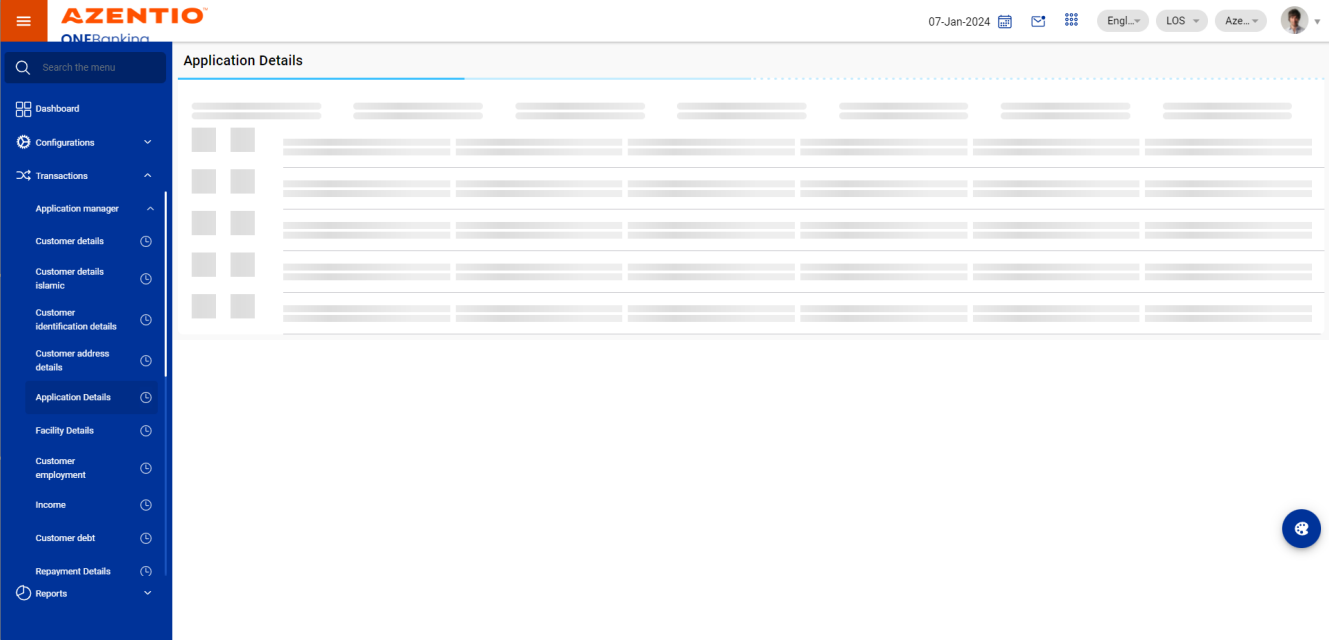 AZENTIO™
ONEBanking
07-Jan-2024
Engl...
LOS
Aze...
Search the menu
Application Details
Dashboard
Configurations
Transactions
Application manager
Customer details
Customer details
islamic
Customer
identification details
Customer address
details
Application Details
Facility Details
Customer
employment
Income
Customer debt
Repayment Details
Reports